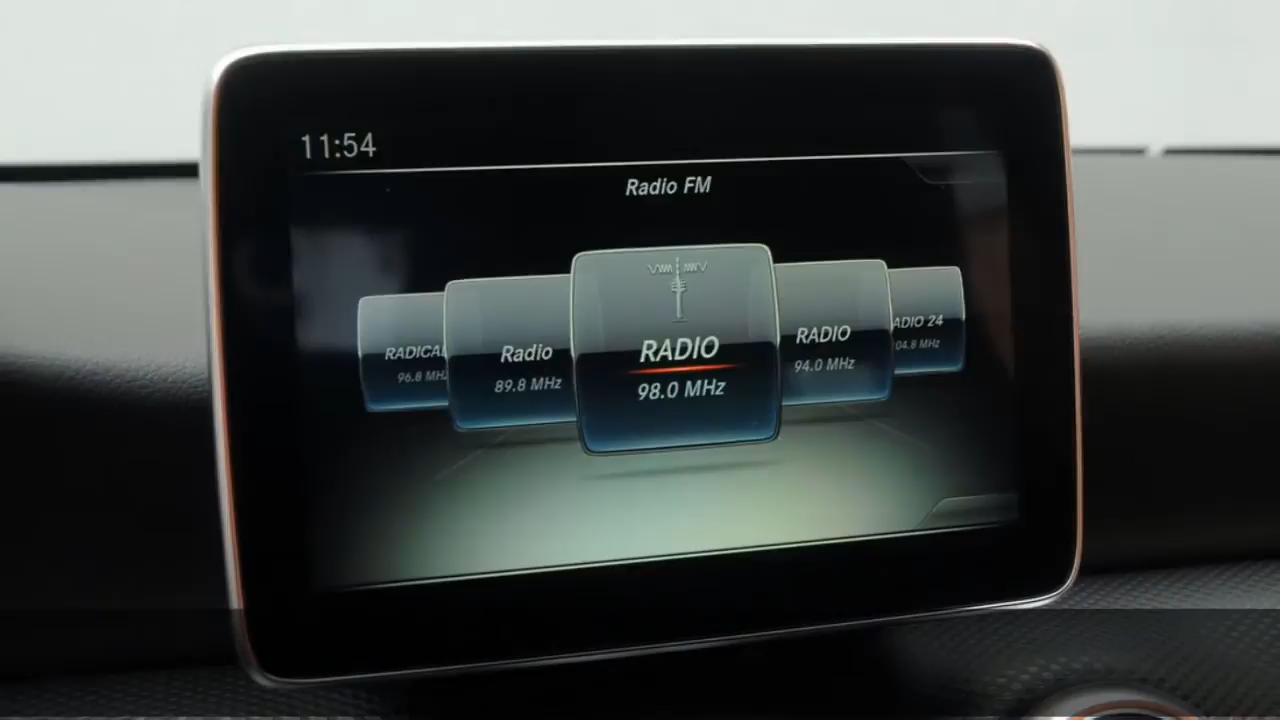 11:54
Radio FM
RADICAL
96.8 MHz
Radio
89.8 MHz
RADIO
98.0 MHz
RADIO
94.0 MHz
ADIO 24
04.8 MHz